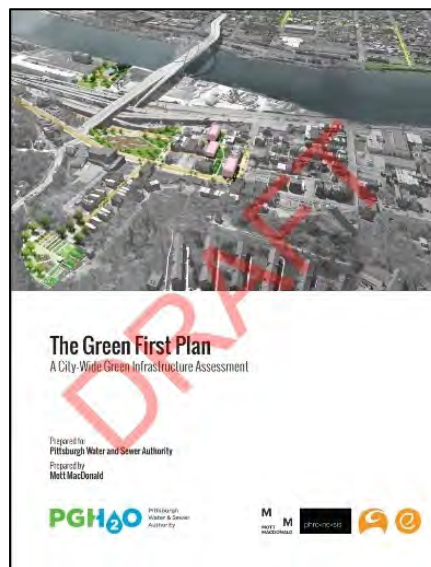 DRAFT
The Green First Plan
A City-Wide Green Infrastructure Assessment
Prepared for:
Pittsburgh Water and Sewer Authority
Prepared by
Mott MacDonald
PGH2O
Pittsburgh
Water & Sewer
Authority
M
M
MOTT
MACDONALD
phronesis
e